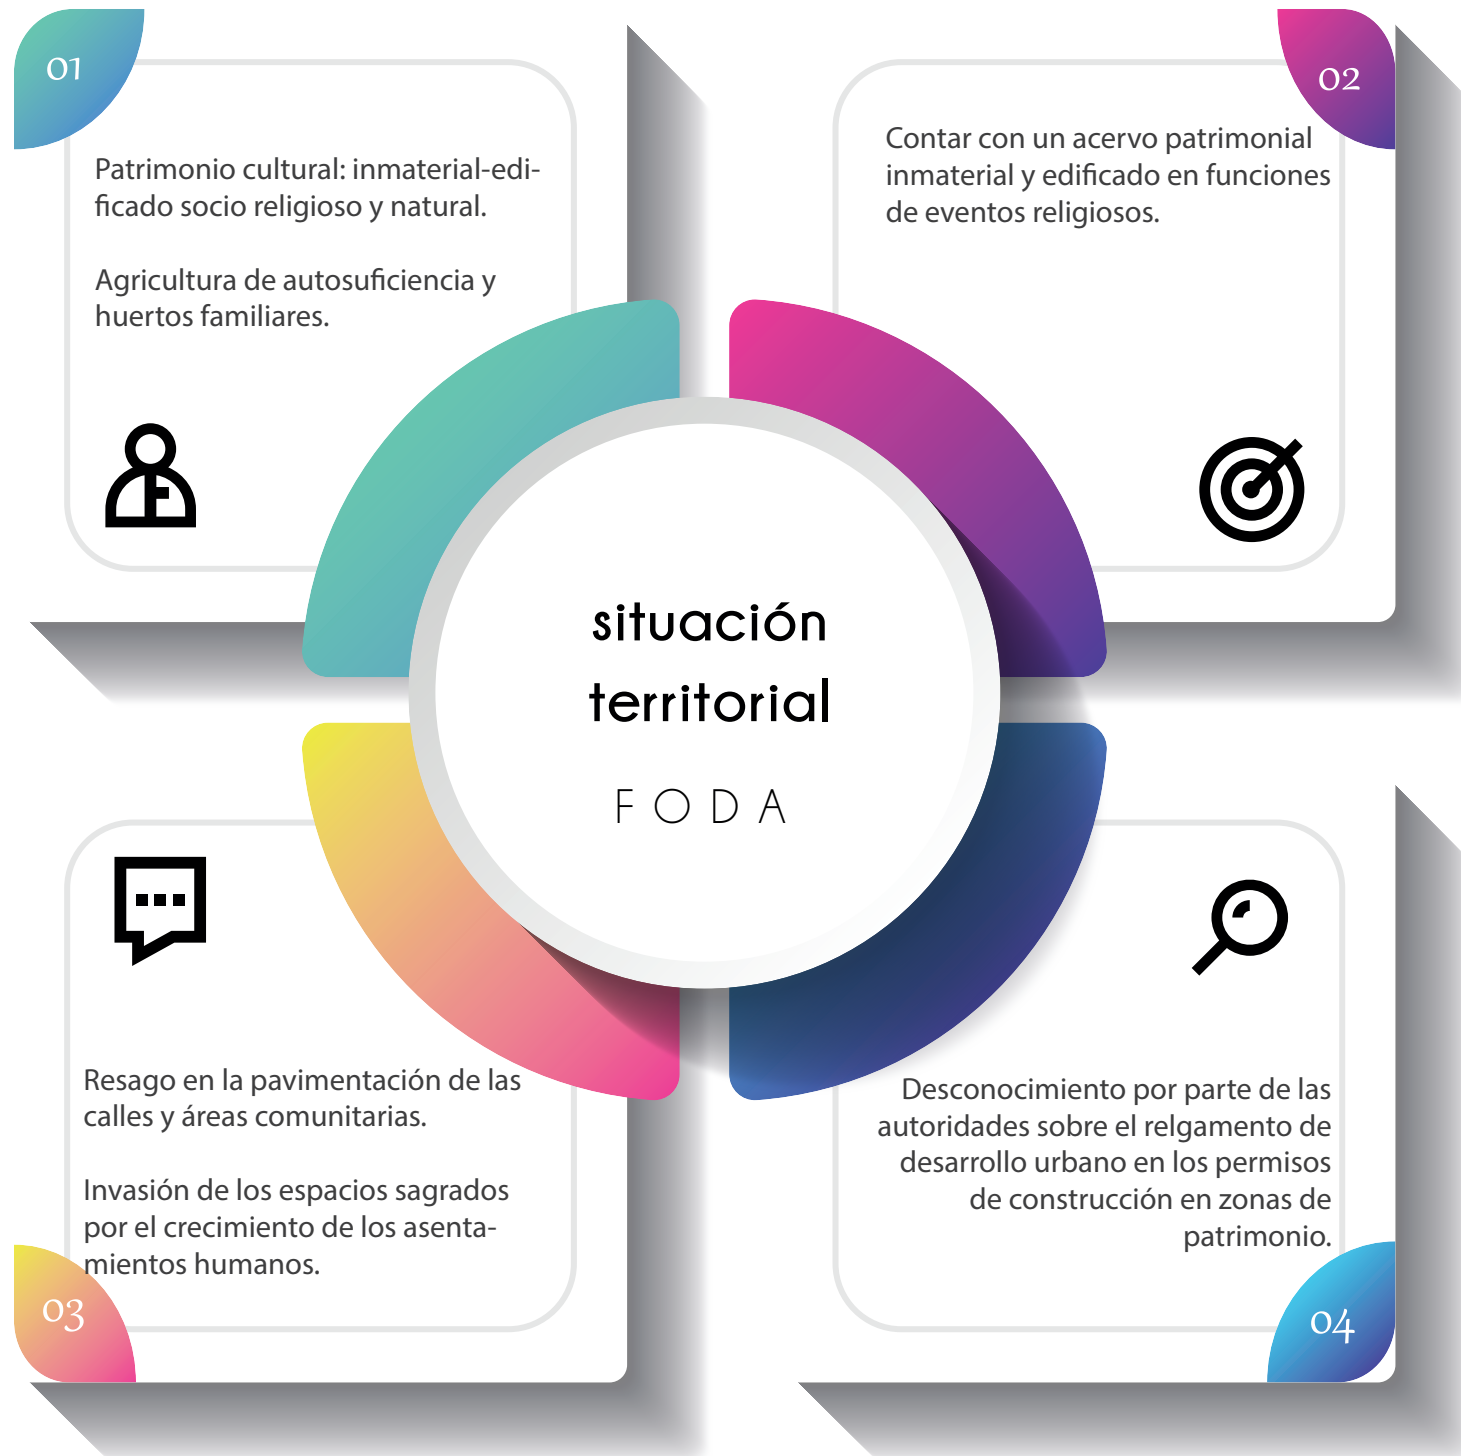 01
Patrimonio cultural: inmaterial-edi-
ficado socio religioso y natural.
Agricultura de autosuficiencia y
huertos familiares.
02
Contar con un acervo patrimonial
inmaterial y edificado en funciones
de eventos religiosos.
situación
territorial
FODA
Resago en la pavimentación de las
calles y áreas comunitarias.
Invasión de los espacios sagrados
por el crecimiento de los asenta-
mientos humanos.
03
Desconocimiento por parte de las
autoridades sobre el relgamento de
desarrollo urbano en los permisos
de construcción en zonas de
patrimonio.
04